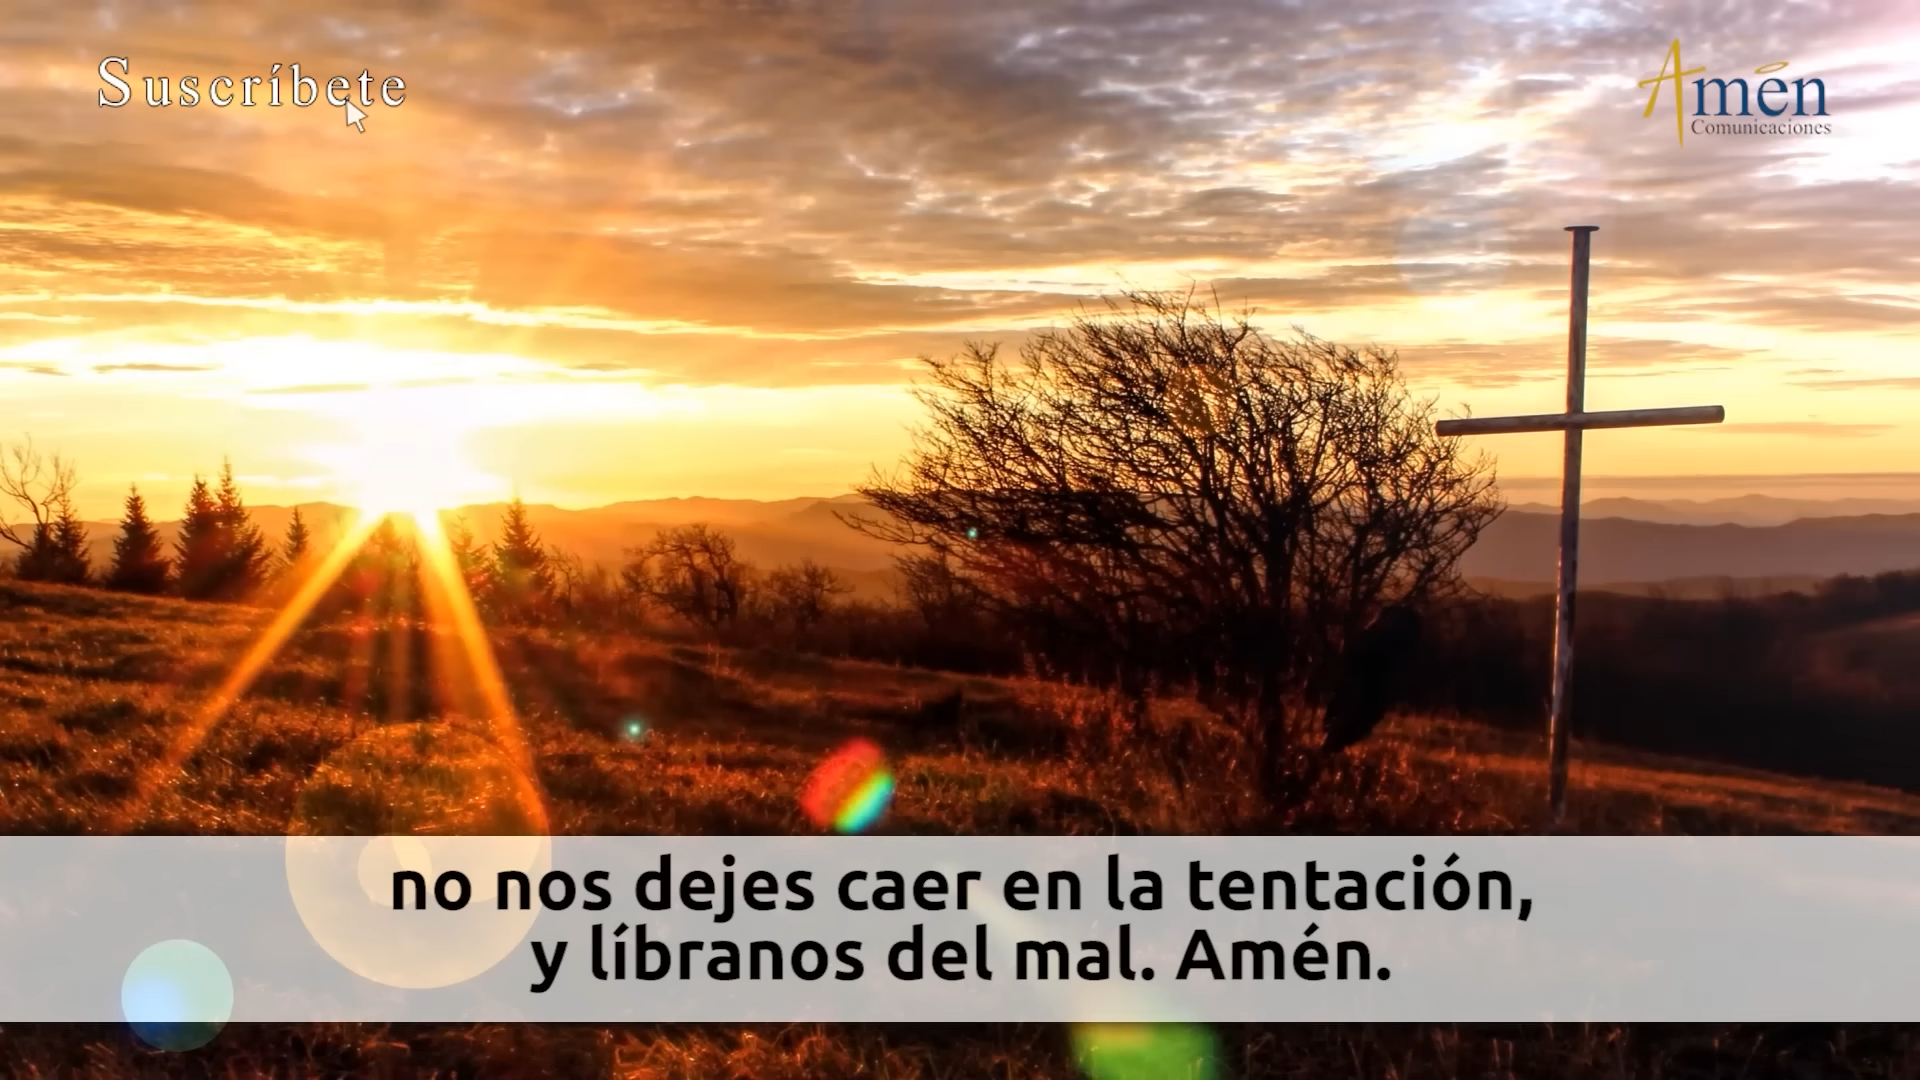 Suscríbete
Amén
Comunicaciones
no nos dejes caer en la tentación,
y líbranos del mal. Amén.